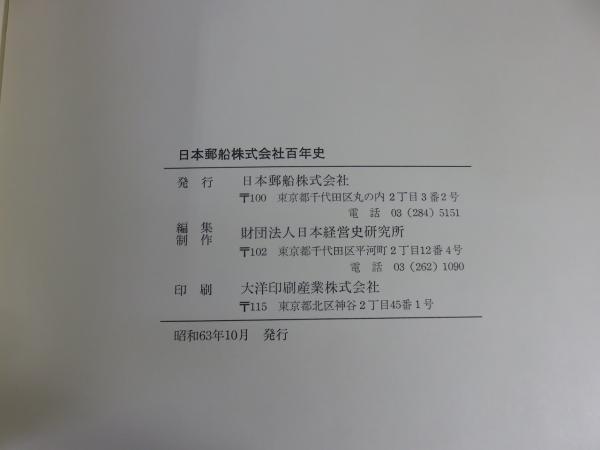 日本郵船株式会社百年史
発行 日本郵船株式会社
〒100 東京都千代田区丸の内2丁目3番2号
電話 03(284)5151
編集
制作 財団法人日本経営史研究所
〒102 東京都千代田区平河町2丁目12番4号
電話 03(262)1090
印刷 大洋印刷産業株式会社
〒115 東京都北区神谷2丁目45番1号
昭和63年10月 発行